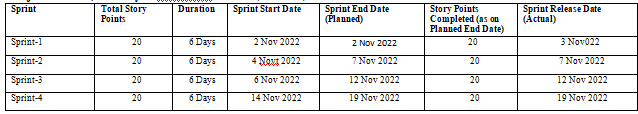 Sprint Total Story Points Duration Sprint Start Date Sprint End Date (Planned) Story Points Completed (as on Planned End Date) Sprint Release Date (Actual)
Sprint-1 20 6 Days 2 Nov 2022 2 Nov 2022 20 3 Nov022
Sprint-2 20 6 Days 4 Novt 2022 7 Nov 2022 20 7 Nov 2022
Sprint-3 20 6 Days 6 Nov 2022 12 Nov 2022 20 12 Nov 2022
Sprint-4 20 6 Days 14 Nov 2022 19 Nov 2022 20 19 Nov 2022